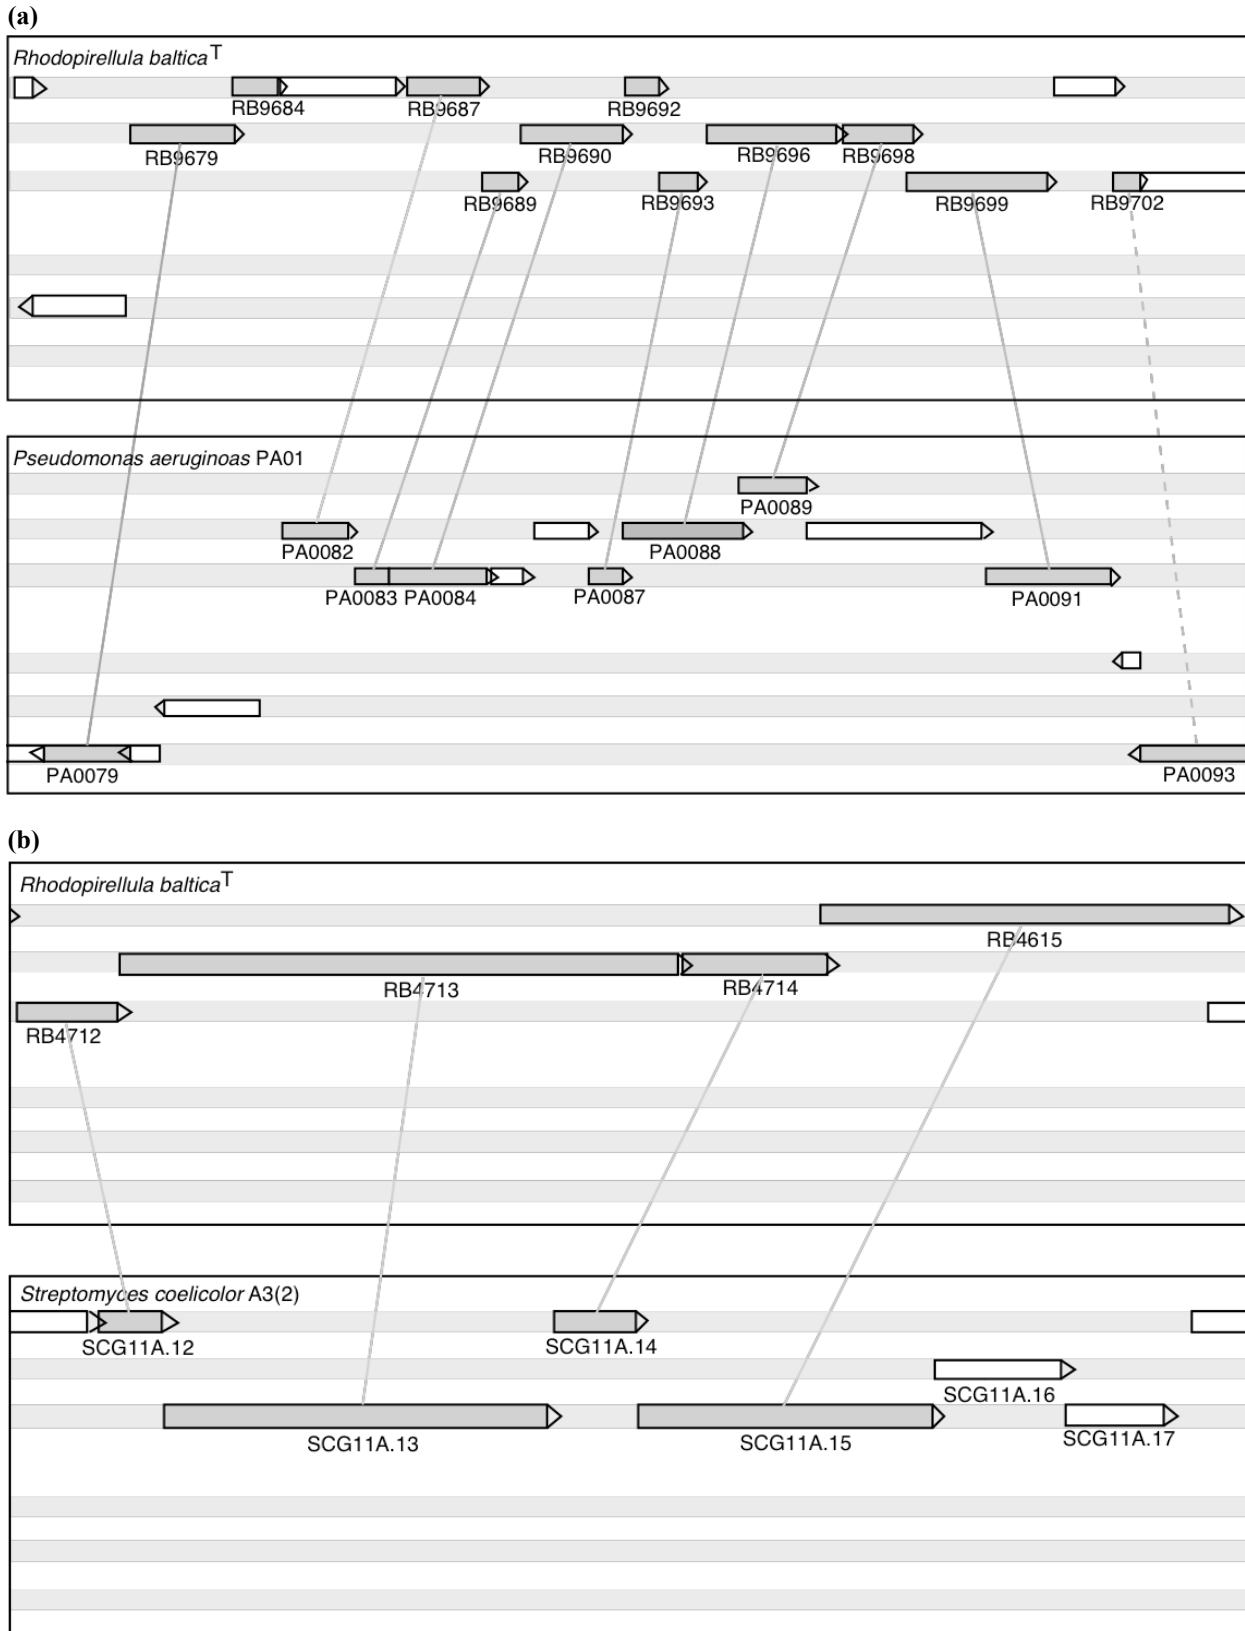 (a)
Rhodopirellula baltica T
RB9684 RB9687 RB9692
RB9679 RB9690 RB9696 RB9698
RB9689 RB9693 RB9699 RB9702
Pseudomonas aeruginoas PA01
PA0089
PA0082 PA0088
PA0083 PA0084 PA0087 PA0091
PA0079 PA0093
(b)
Rhodopirellula baltica T
RB4615
RB4713 RB4714
RB4712
Streptomyces coelicolor A3(2)
SCG11A.12 SCG11A.14
SCG11A.16
SCG11A.13 SCG11A.15 SCG11A.17